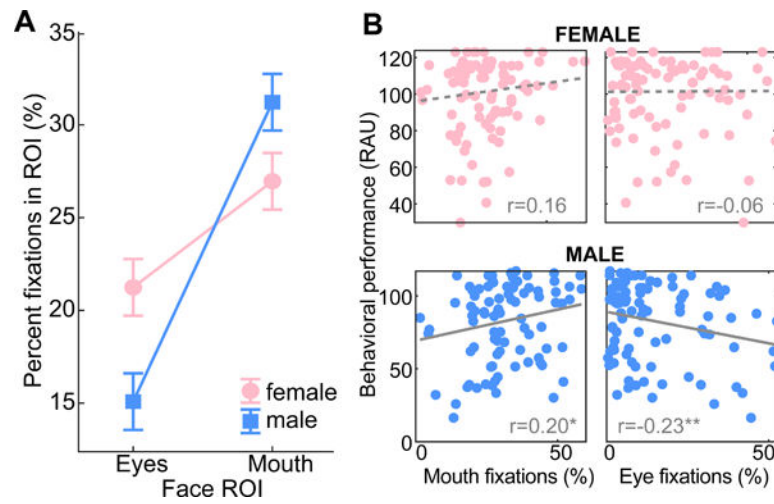 A
Percent fixations in ROI (%)
35
31
25
21
15
Eyes
Mouth
Face ROI
female
male
B
FEMALE
Behavioral performance (RAU)
120
100
80
60
40
r=0.16
r=-0.06
MALE
100
50
0
r=0.20*
r=-0.23**
0
50
0
50
Mouth fixations (%)
Eye fixations (%)